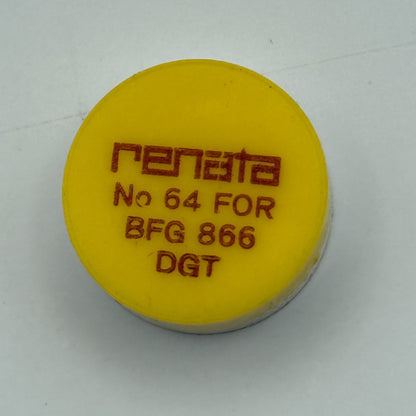 renata
No 64 FOR
BFG 866
DGT